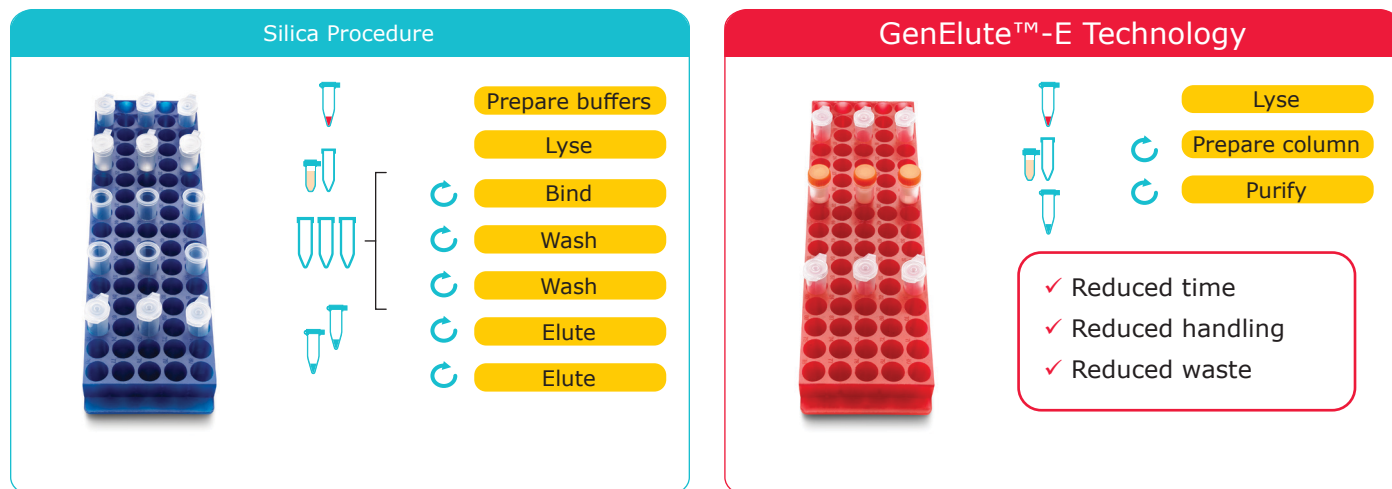 Silica Procedure
Prepare buffers
Lyse
Bind
Wash
Wash
Elute
Elute
GenElute™-E Technology
Lyse
Prepare column
Purify
✓ Reduced time
✓ Reduced handling
✓ Reduced waste